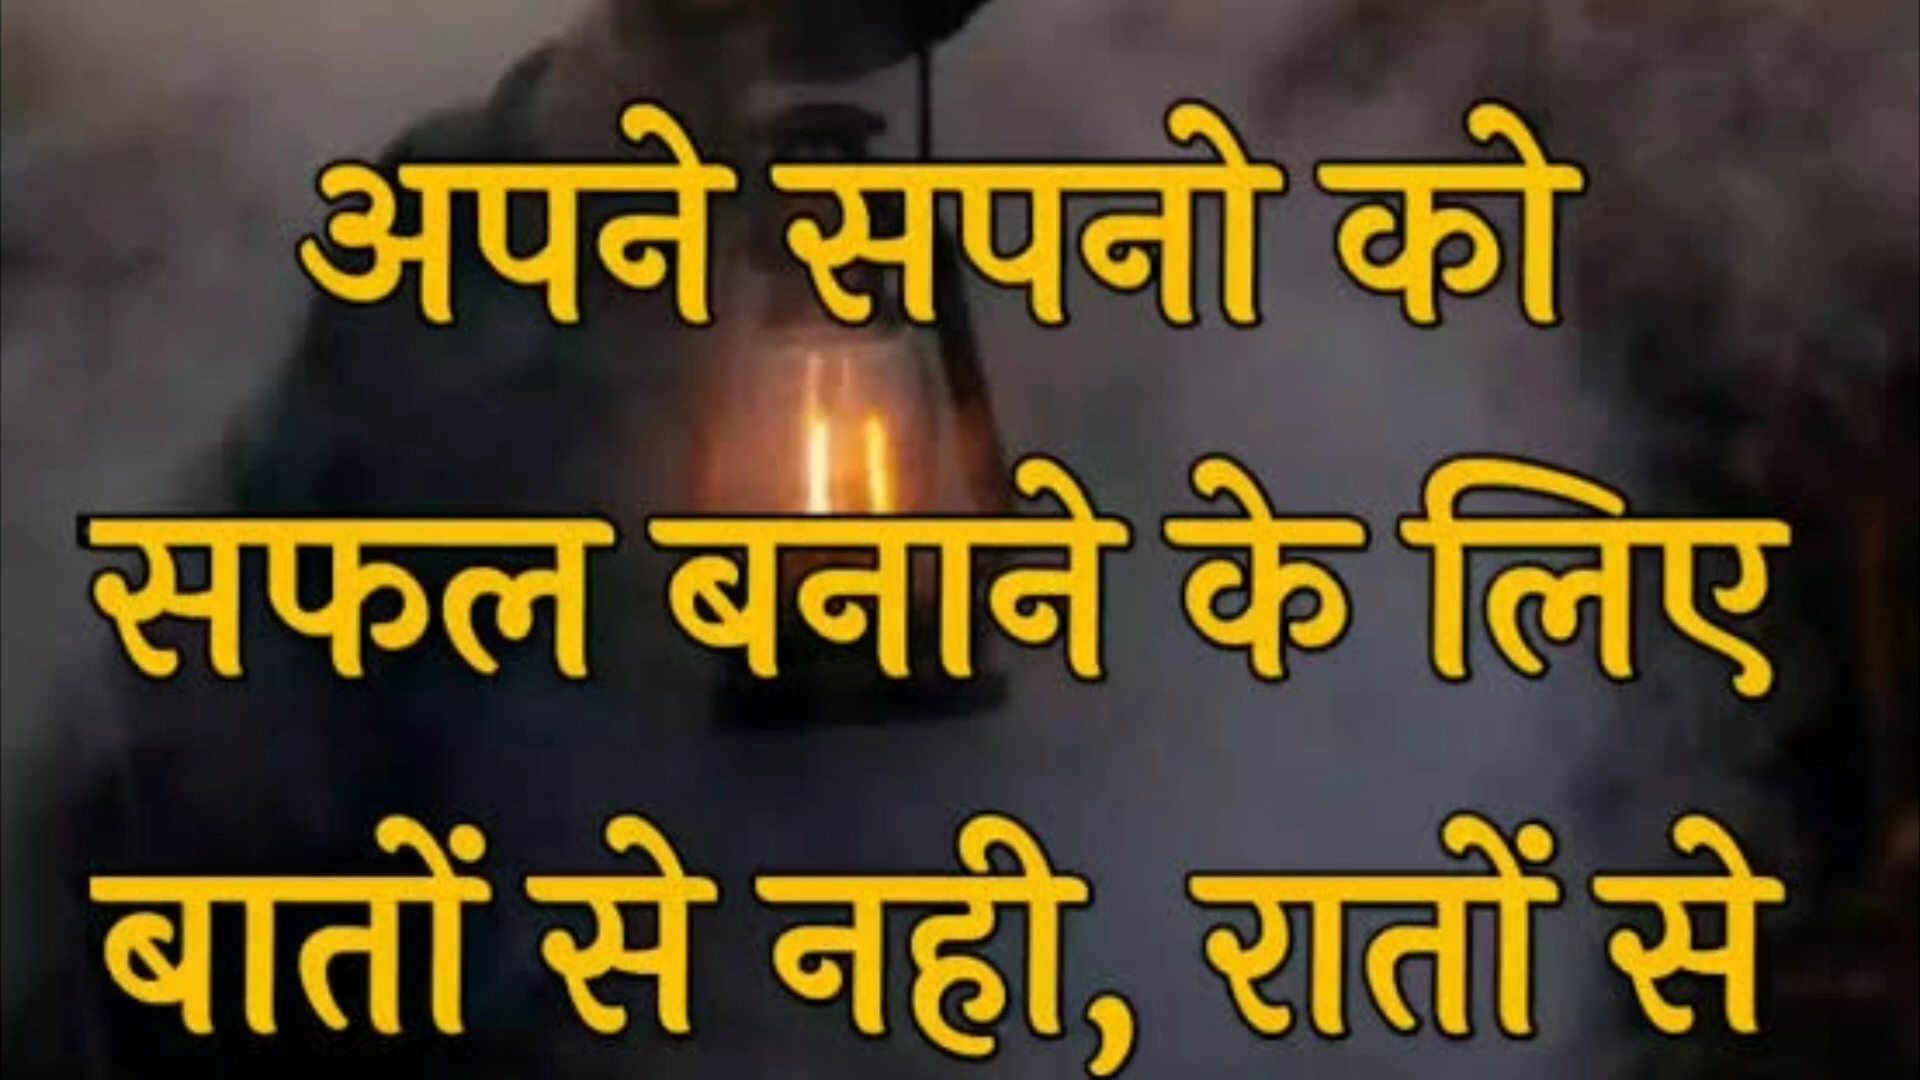 अपने सपनो को
सफल बनाने के लिए
बातों से नही, रातों से